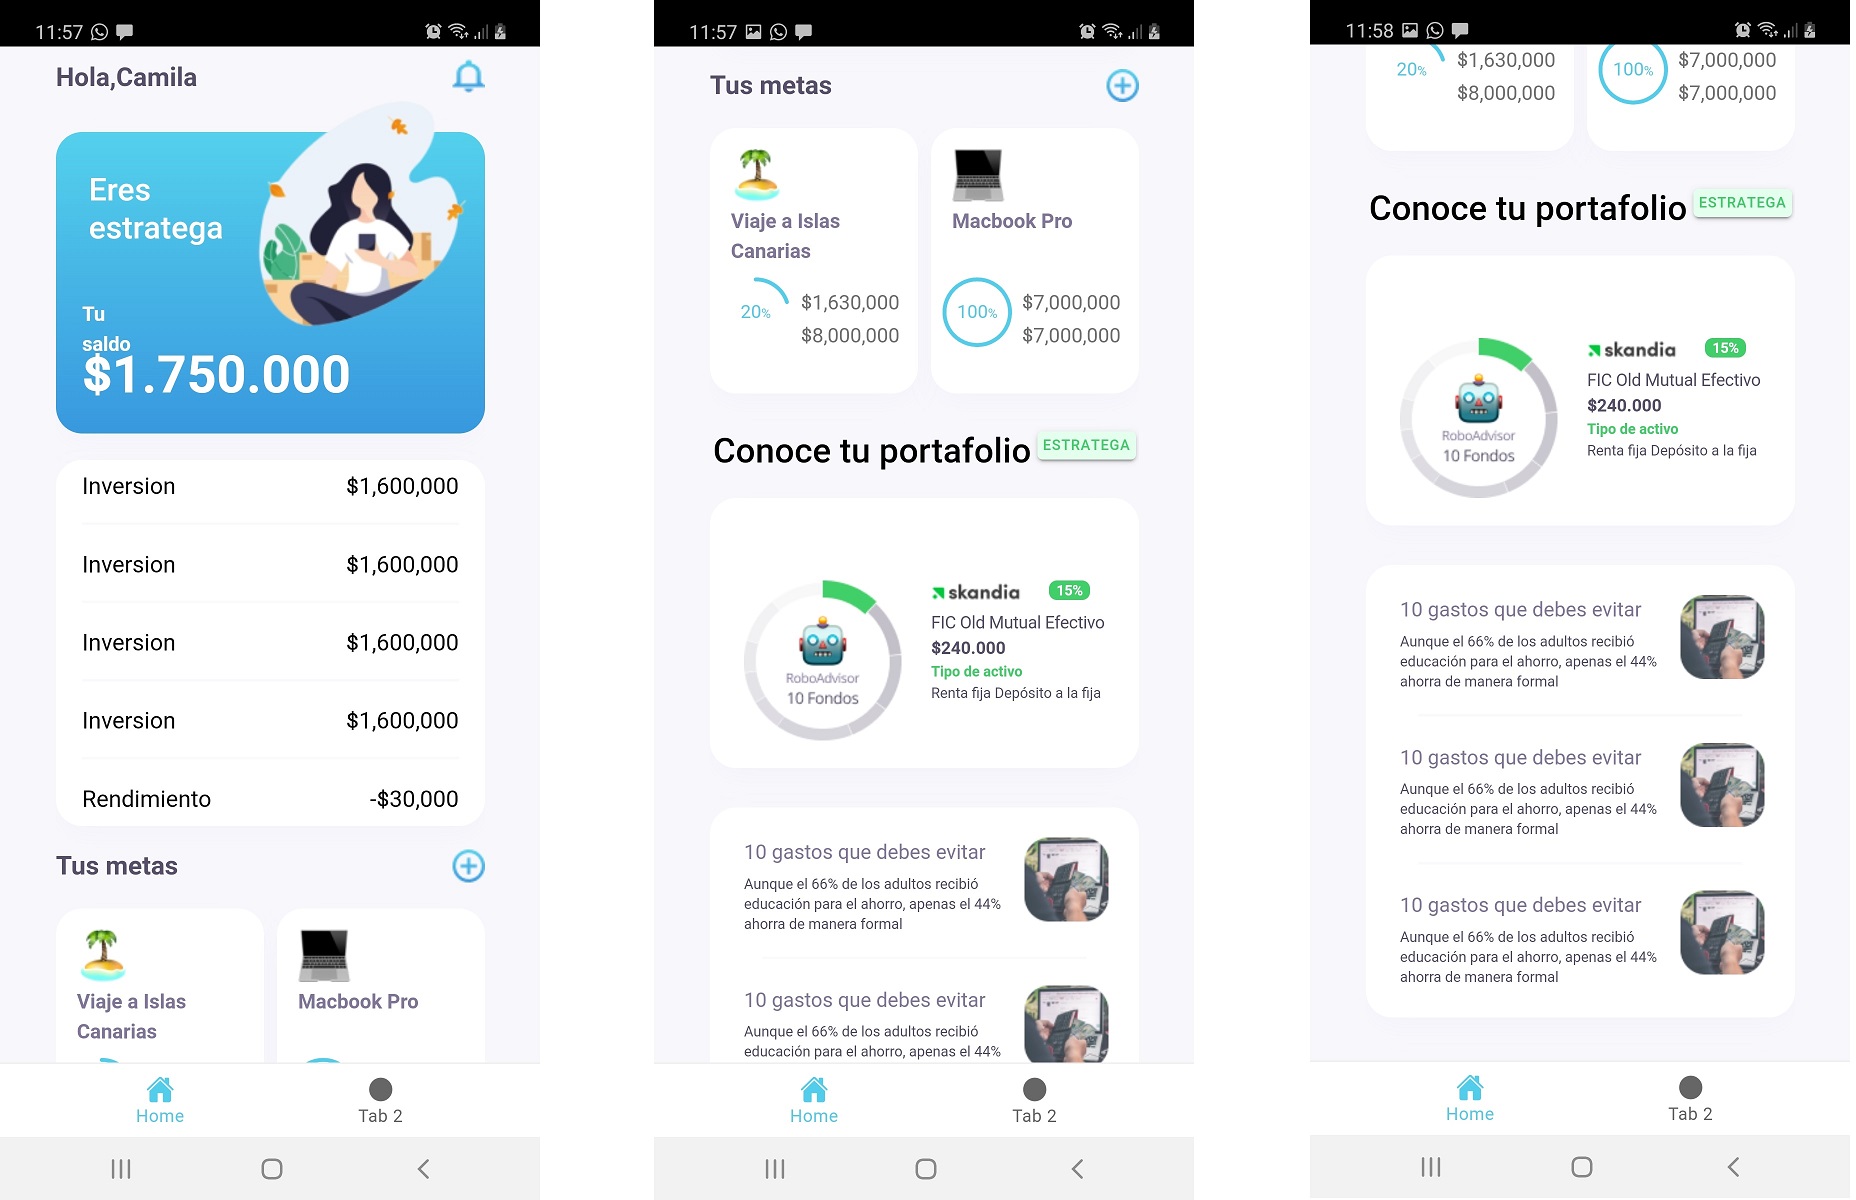 11:57
Hola,Camila
Eres
estratega
Tu
saldo
$1.750.000
Inversion $1,600,000
Inversion $1,600,000
Inversion $1,600,000
Inversion $1,600,000
Rendimiento -$30,000
Tus metas
Viaje a Islas
Canarias
Macbook Pro
Home
Tab 2
11:57
Tus metas
Viaje a Islas
Canarias
20%
$1,630,000
$8,000,000
Macbook Pro
100%
$7,000,000
$7,000,000
Conoce tu portafolio ESTRATEGA
RoboAdvisor
10 Fondos
skandia 15%
FIC Old Mutual Efectivo
$240.000
Tipo de activo
Renta fija Depósito a la fija
10 gastos que debes evitar
Aunque el 66% de los adultos recibió
educación para el ahorro, apenas el 44%
ahorra de manera formal
10 gastos que debes evitar
Aunque el 66% de los adultos recibió
educación para el ahorro, apenas el 44%
Home
Tab 2
11:58
20%
$1,630,000
$8,000,000
100%
$7,000,000
$7,000,000
Conoce tu portafolio ESTRATEGA
RoboAdvisor
10 Fondos
skandia 15%
FIC Old Mutual Efectivo
$240.000
Tipo de activo
Renta fija Depósito a la fija
10 gastos que debes evitar
Aunque el 66% de los adultos recibió
educación para el ahorro, apenas el 44%
ahorra de manera formal
10 gastos que debes evitar
Aunque el 66% de los adultos recibió
educación para el ahorro, apenas el 44%
ahorra de manera formal
10 gastos que debes evitar
Aunque el 66% de los adultos recibió
educación para el ahorro, apenas el 44%
ahorra de manera formal
Home
Tab 2